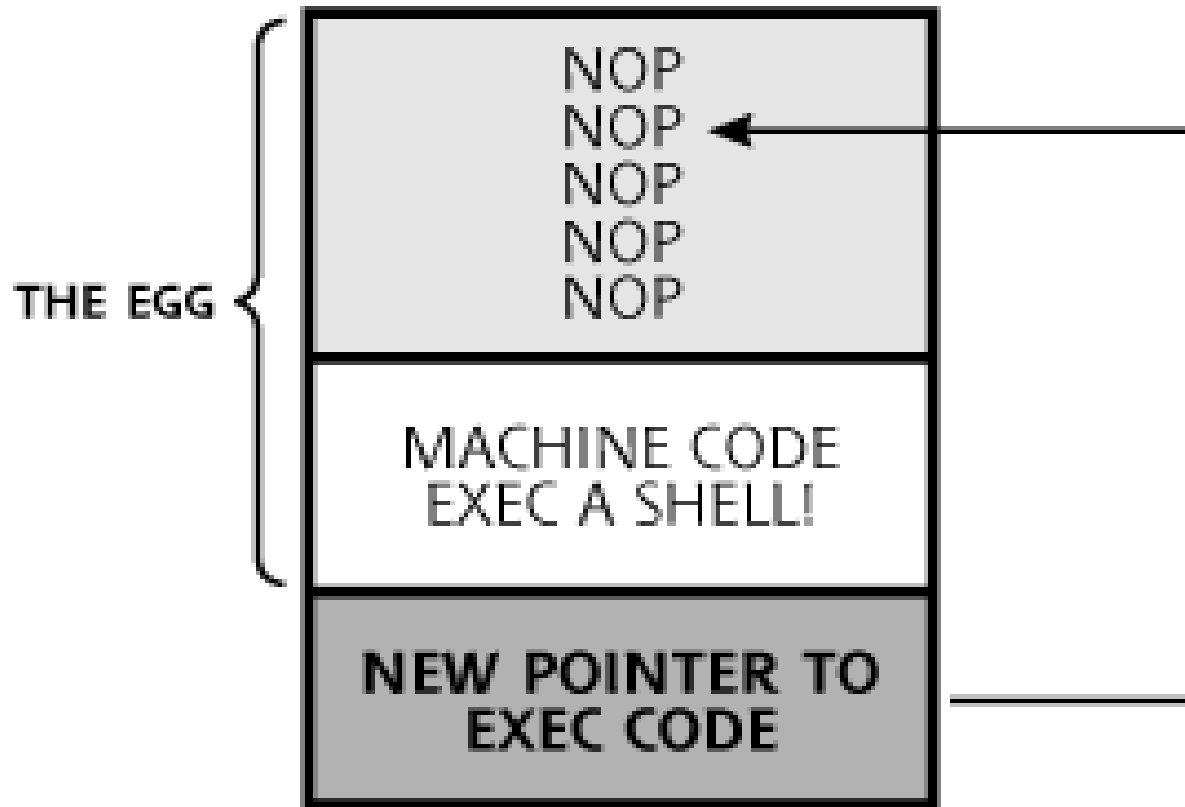 NOP
NOP
NOP
NOP
NOP
THE EGG
MACHINE CODE
EXEC A SHELL!
NEW POINTER TO
EXEC CODE